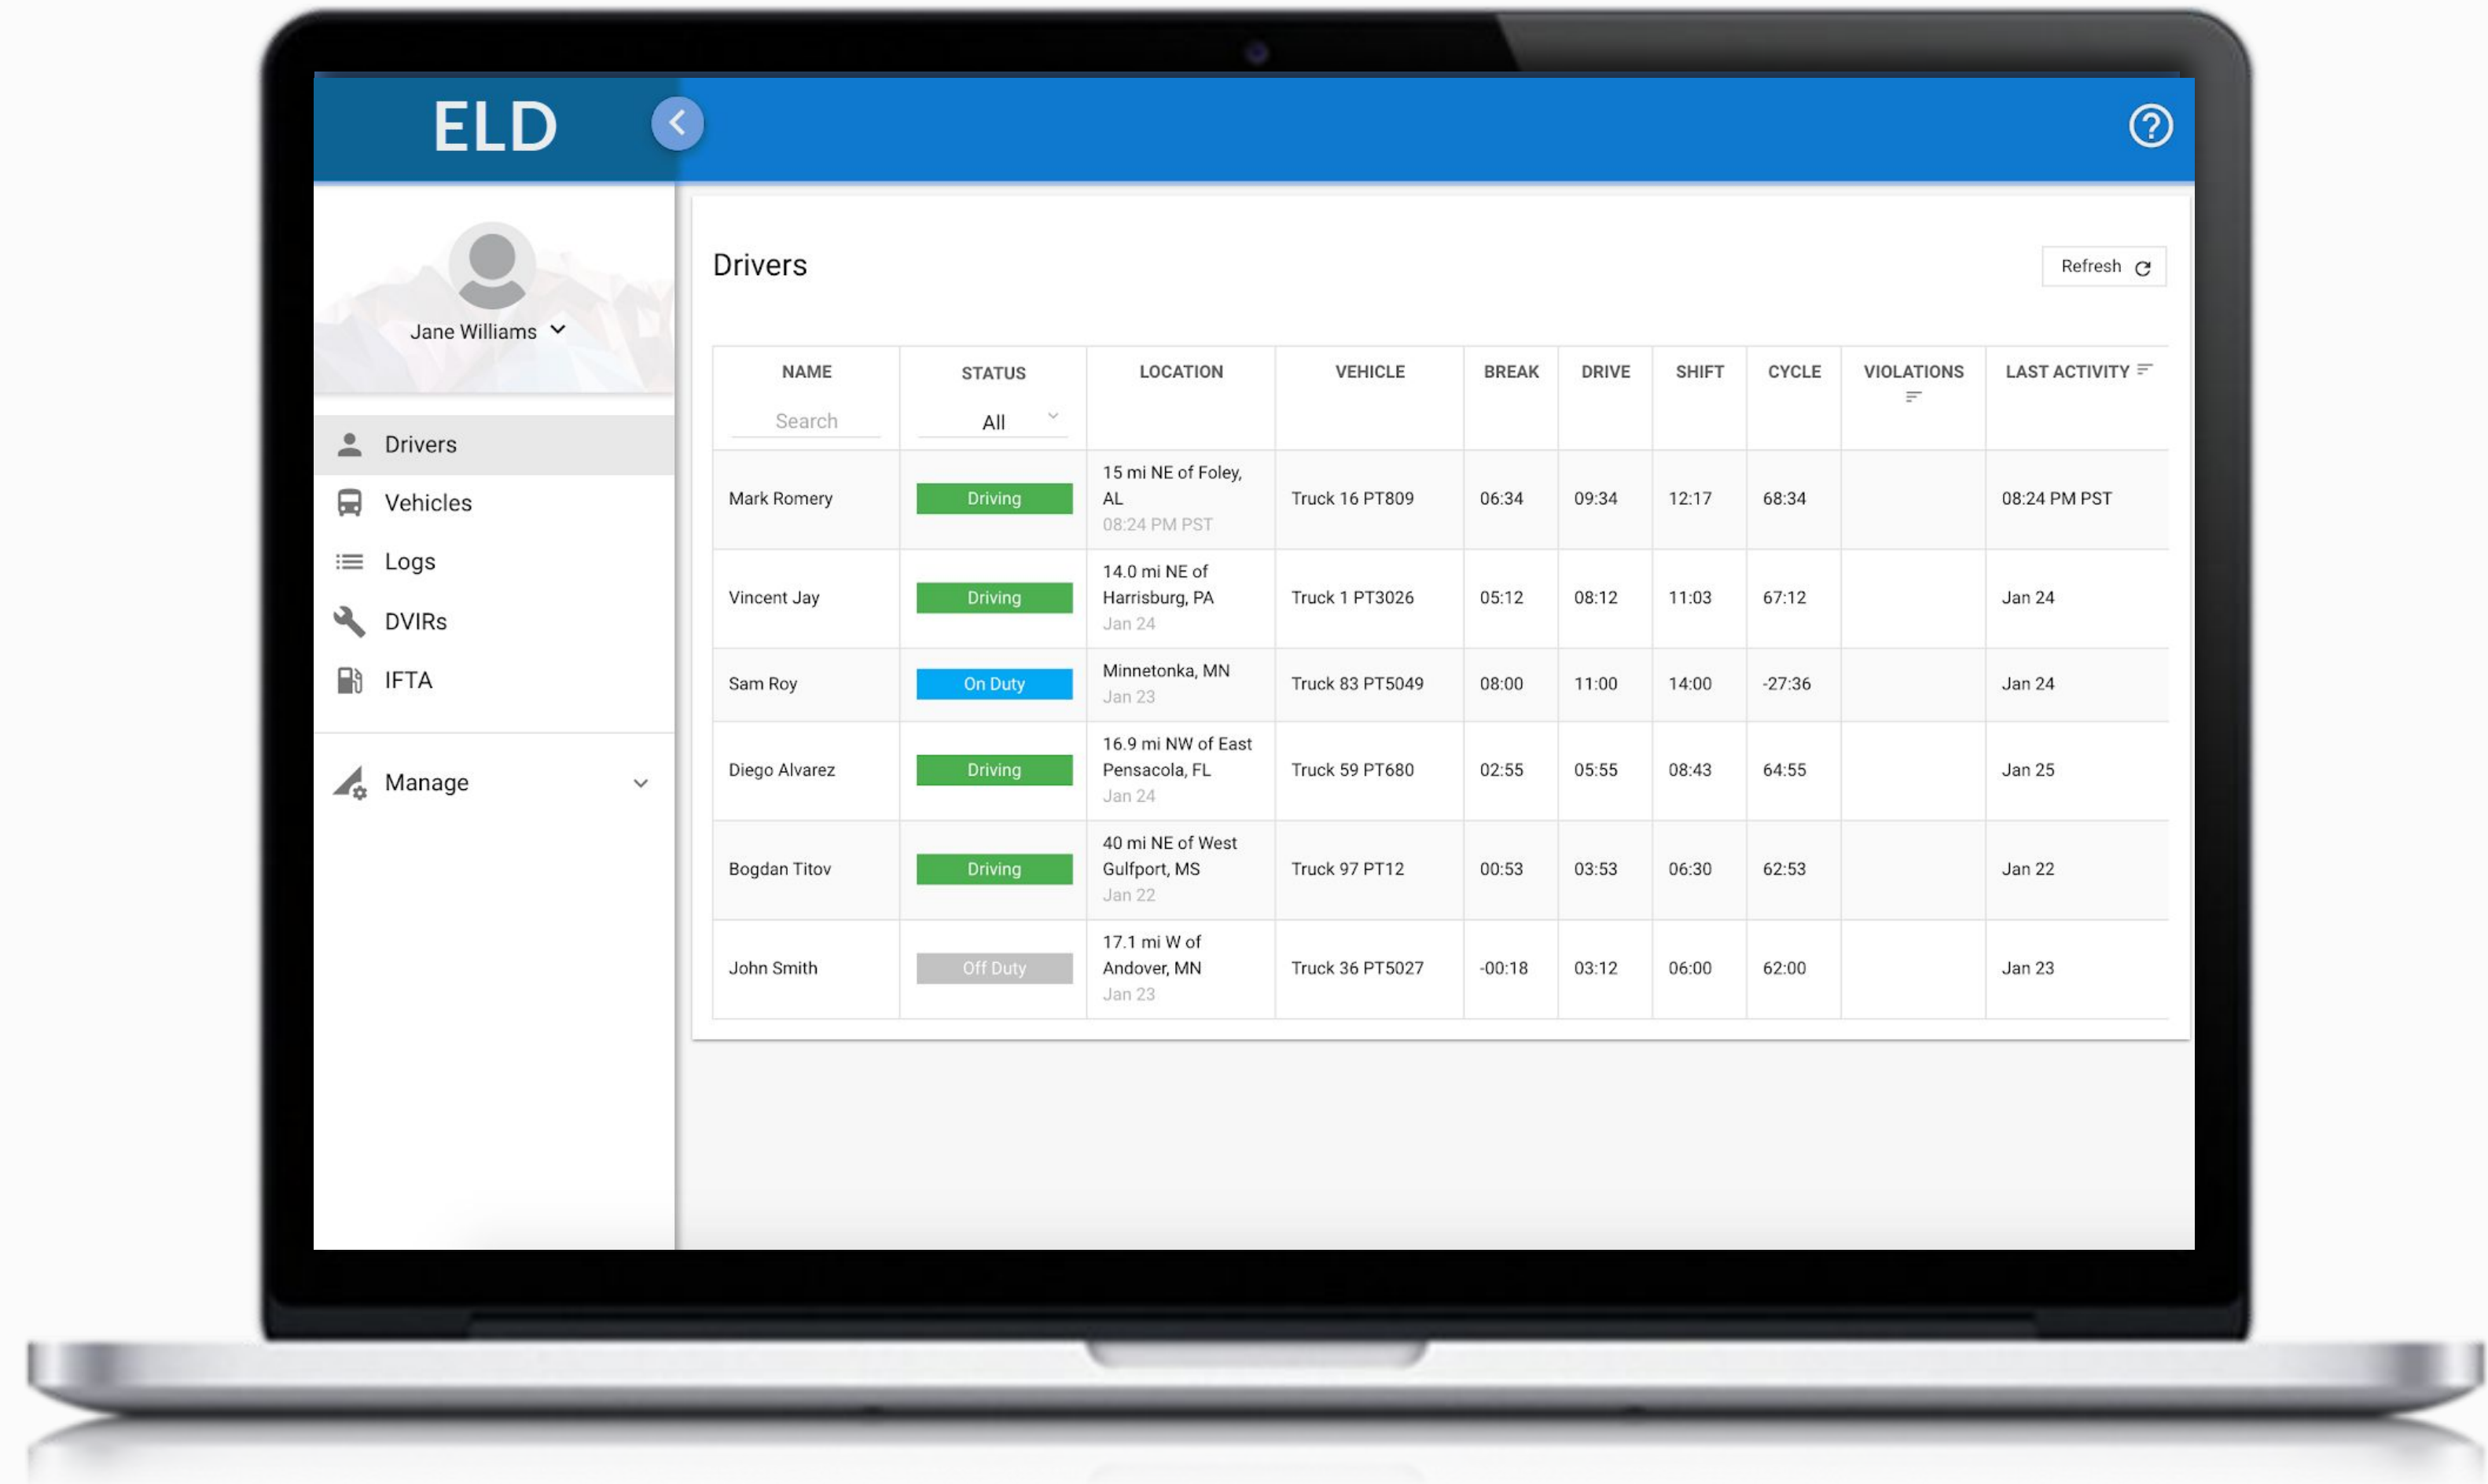 ELD
Jane Williams
Drivers
Vehicles
Logs
DVIRs
IFTA
Manage
Drivers
Refresh
NAME STATUS LOCATION VEHICLE BREAK DRIVE SHIFT CYCLE VIOLATIONS LAST ACTIVITY
Search All
15 mi NE of Foley,
Mark Romery Driving AL Truck 16 PT809 06:34 09:34 12:17 68:34 08:24 PM PST
08:24 PM PST
14.0 mi NE of
Vincent Jay Driving Harrisburg, PA Truck 1 PT3026 05:12 08:12 11:03 67:12 Jan 24
Jan 24
Minnetonka, MN
Sam Roy On Duty Truck 83 PT5049 08:00 11:00 14:00 -27:36 Jan 24
Jan 23
16.9 mi NW of East
Diego Alvarez Driving Pensacola, FL Truck 59 PT680 02:55 05:55 08:43 64:55 Jan 25
Jan 24
40 mi NE of West
Bogdan Titov Driving Gulfport, MS Truck 97 PT12 00:53 03:53 06:30 62:53 Jan 22
Jan 22
17.1 mi W of
John Smith Off Duty Andover, MN Truck 36 PT5027 -00:18 03:12 06:00 62:00 Jan 23
Jan 23